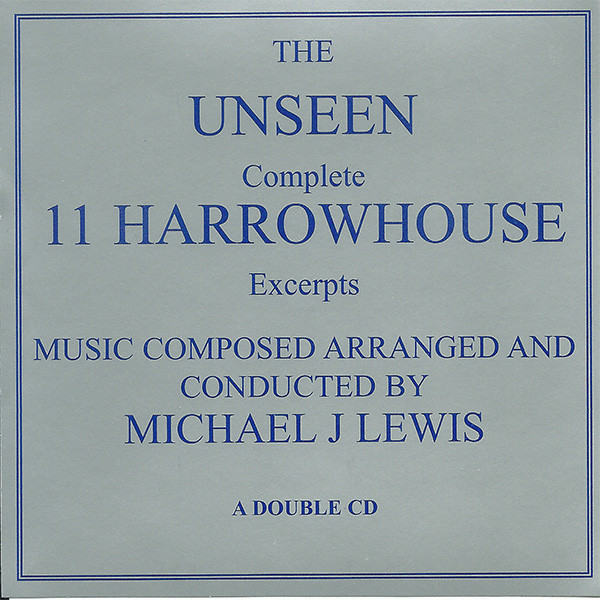 THE
UNSEEN
Complete
11 HARROWHOUSE
Excerpts
MUSIC COMPOSED ARRANGED AND
CONDUCTED BY
MICHAEL J LEWIS
A DOUBLE CD